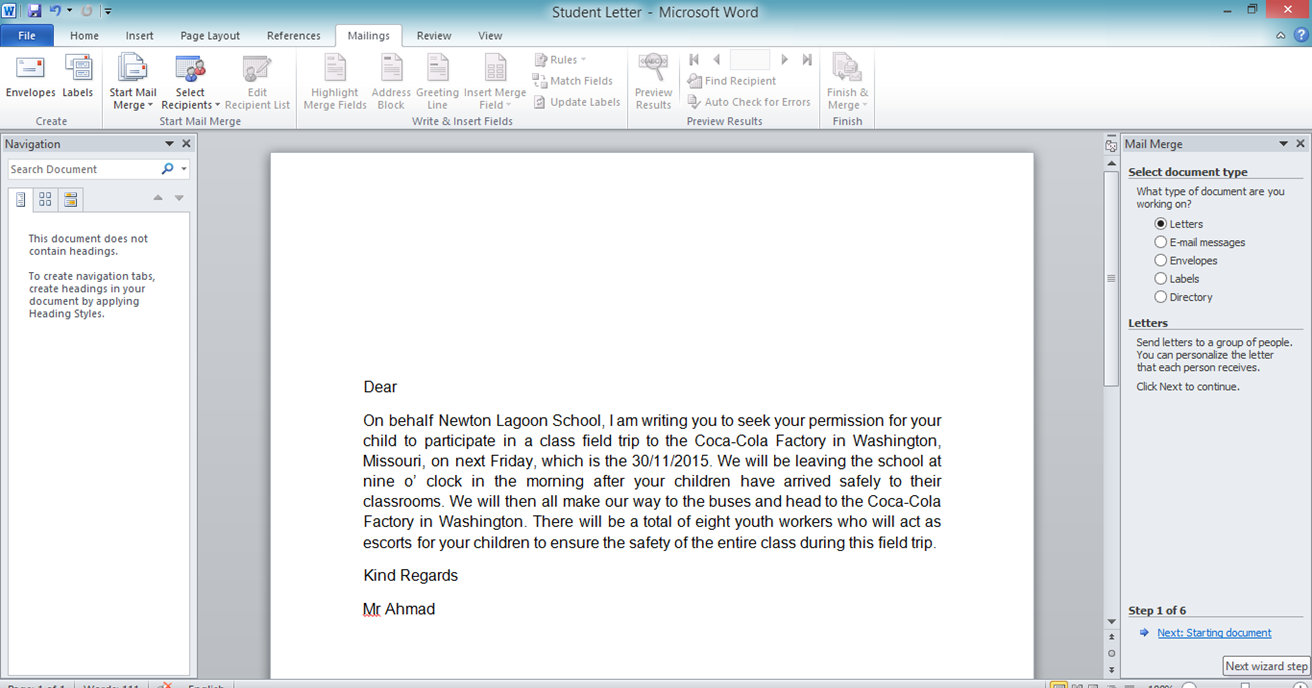 Student Letter - Microsoft Word
File Home Insert Page Layout References Mailings Review View
Envelopes Labels Start Mail Merge Select Recipients Edit Recipient List Highlight Merge Fields Address Block Greeting Line Insert Merge Field Rules Match Fields Update Labels Preview Results Find Recipient Auto Check for Errors Finish & Merge
Create Start Mail Merge Write & Insert Fields Preview Results Finish
Navigation
Search Document
This document does not
contain headings.
To create navigation tabs,
create headings in your
document by applying
Heading Styles.
Dear
On behalf Newton Lagoon School, I am writing you to seek your permission for your
child to participate in a class field trip to the Coca-Cola Factory in Washington,
Missouri, on next Friday, which is the 30/11/2015. We will be leaving the school at
nine o’ clock in the morning after your children have arrived safely to their
classrooms. We will then all make our way to the buses and head to the Coca-Cola
Factory in Washington. There will be a total of eight youth workers who will act as
escorts for your children to ensure the safety of the entire class during this field trip.
Kind Regards
Mr Ahmad
Mail Merge
Select document type
What type of document are you
working on?
Letters
E-mail messages
Envelopes
Labels
Directory
Letters
Send letters to a group of people.
You can personalize the letter
that each person receives.
Click Next to continue.
Step 1 of 6
Next: Starting document
Next wizard step
Page: 1 of 1 Words: 111 English 100%